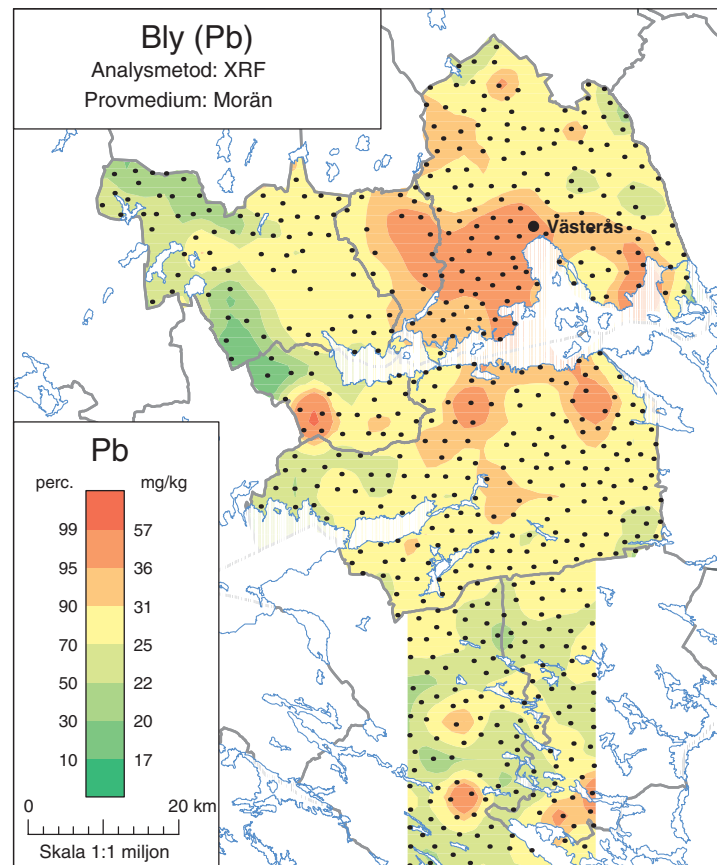 Bly (Pb)
Analysmetod: XRF
Provmedium: Morän
Västerås
Pb
perc. mg/kg
99 57
95 36
90 31
70 25
50 22
30 20
10 17
0 20 km
Skala 1:1 miljon